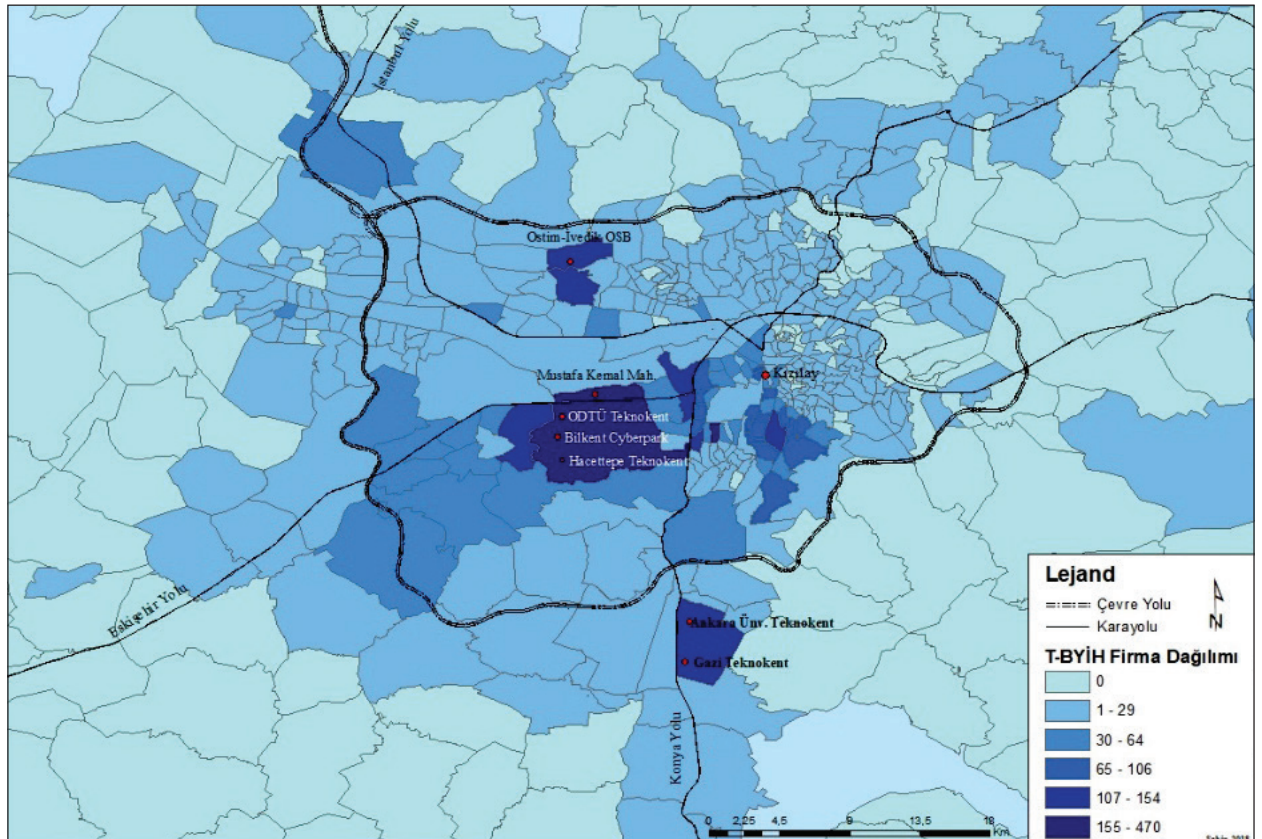 İstanbul Yolu
Ostim-İvedik OSB
Mustafa Kemal Mah.
Kızılay
ODTÜ Teknokent
Bilkent Cyberpark
Hacettepe Teknokent
Eskişehir Yolu
Ankara Ünv. Teknokent
Gazi Teknokent
Konya Yolu
Lejand
Çevre Yolu
Karayolu
N
T-BYİH Firma Dağılımı
0
1 - 29
30 - 64
65 - 106
107 - 154
155 - 470
0 2,25 4,5 9 13,5 18
Km